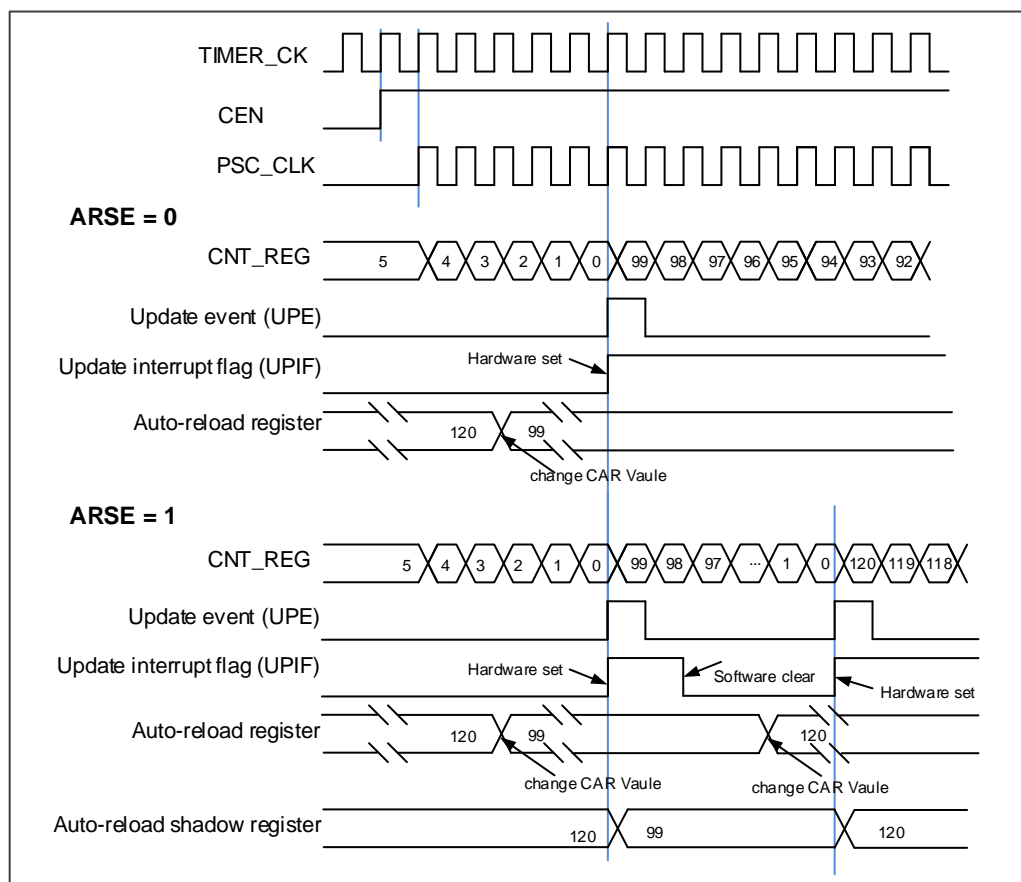 TIMER_CK
CEN
PSC_CLK
ARSE = 0
CNT_REG 5 4 3 2 1 0 99 98 97 96 95 94 93 92
Update event (UPE)
Hardware set
Update interrupt flag (UPIF)
Auto-reload register
120 99
change CAR Vaule
ARSE = 1
CNT_REG 5 4 3 2 1 0 99 98 97 ... 1 0 120 119 118
Update event (UPE)
Update interrupt flag (UPIF) Hardware set Software clear
Hardware set
Auto-reload register 120 99 120
change CAR Vaule change CAR Vaule
Auto-reload shadow register 120 99 120